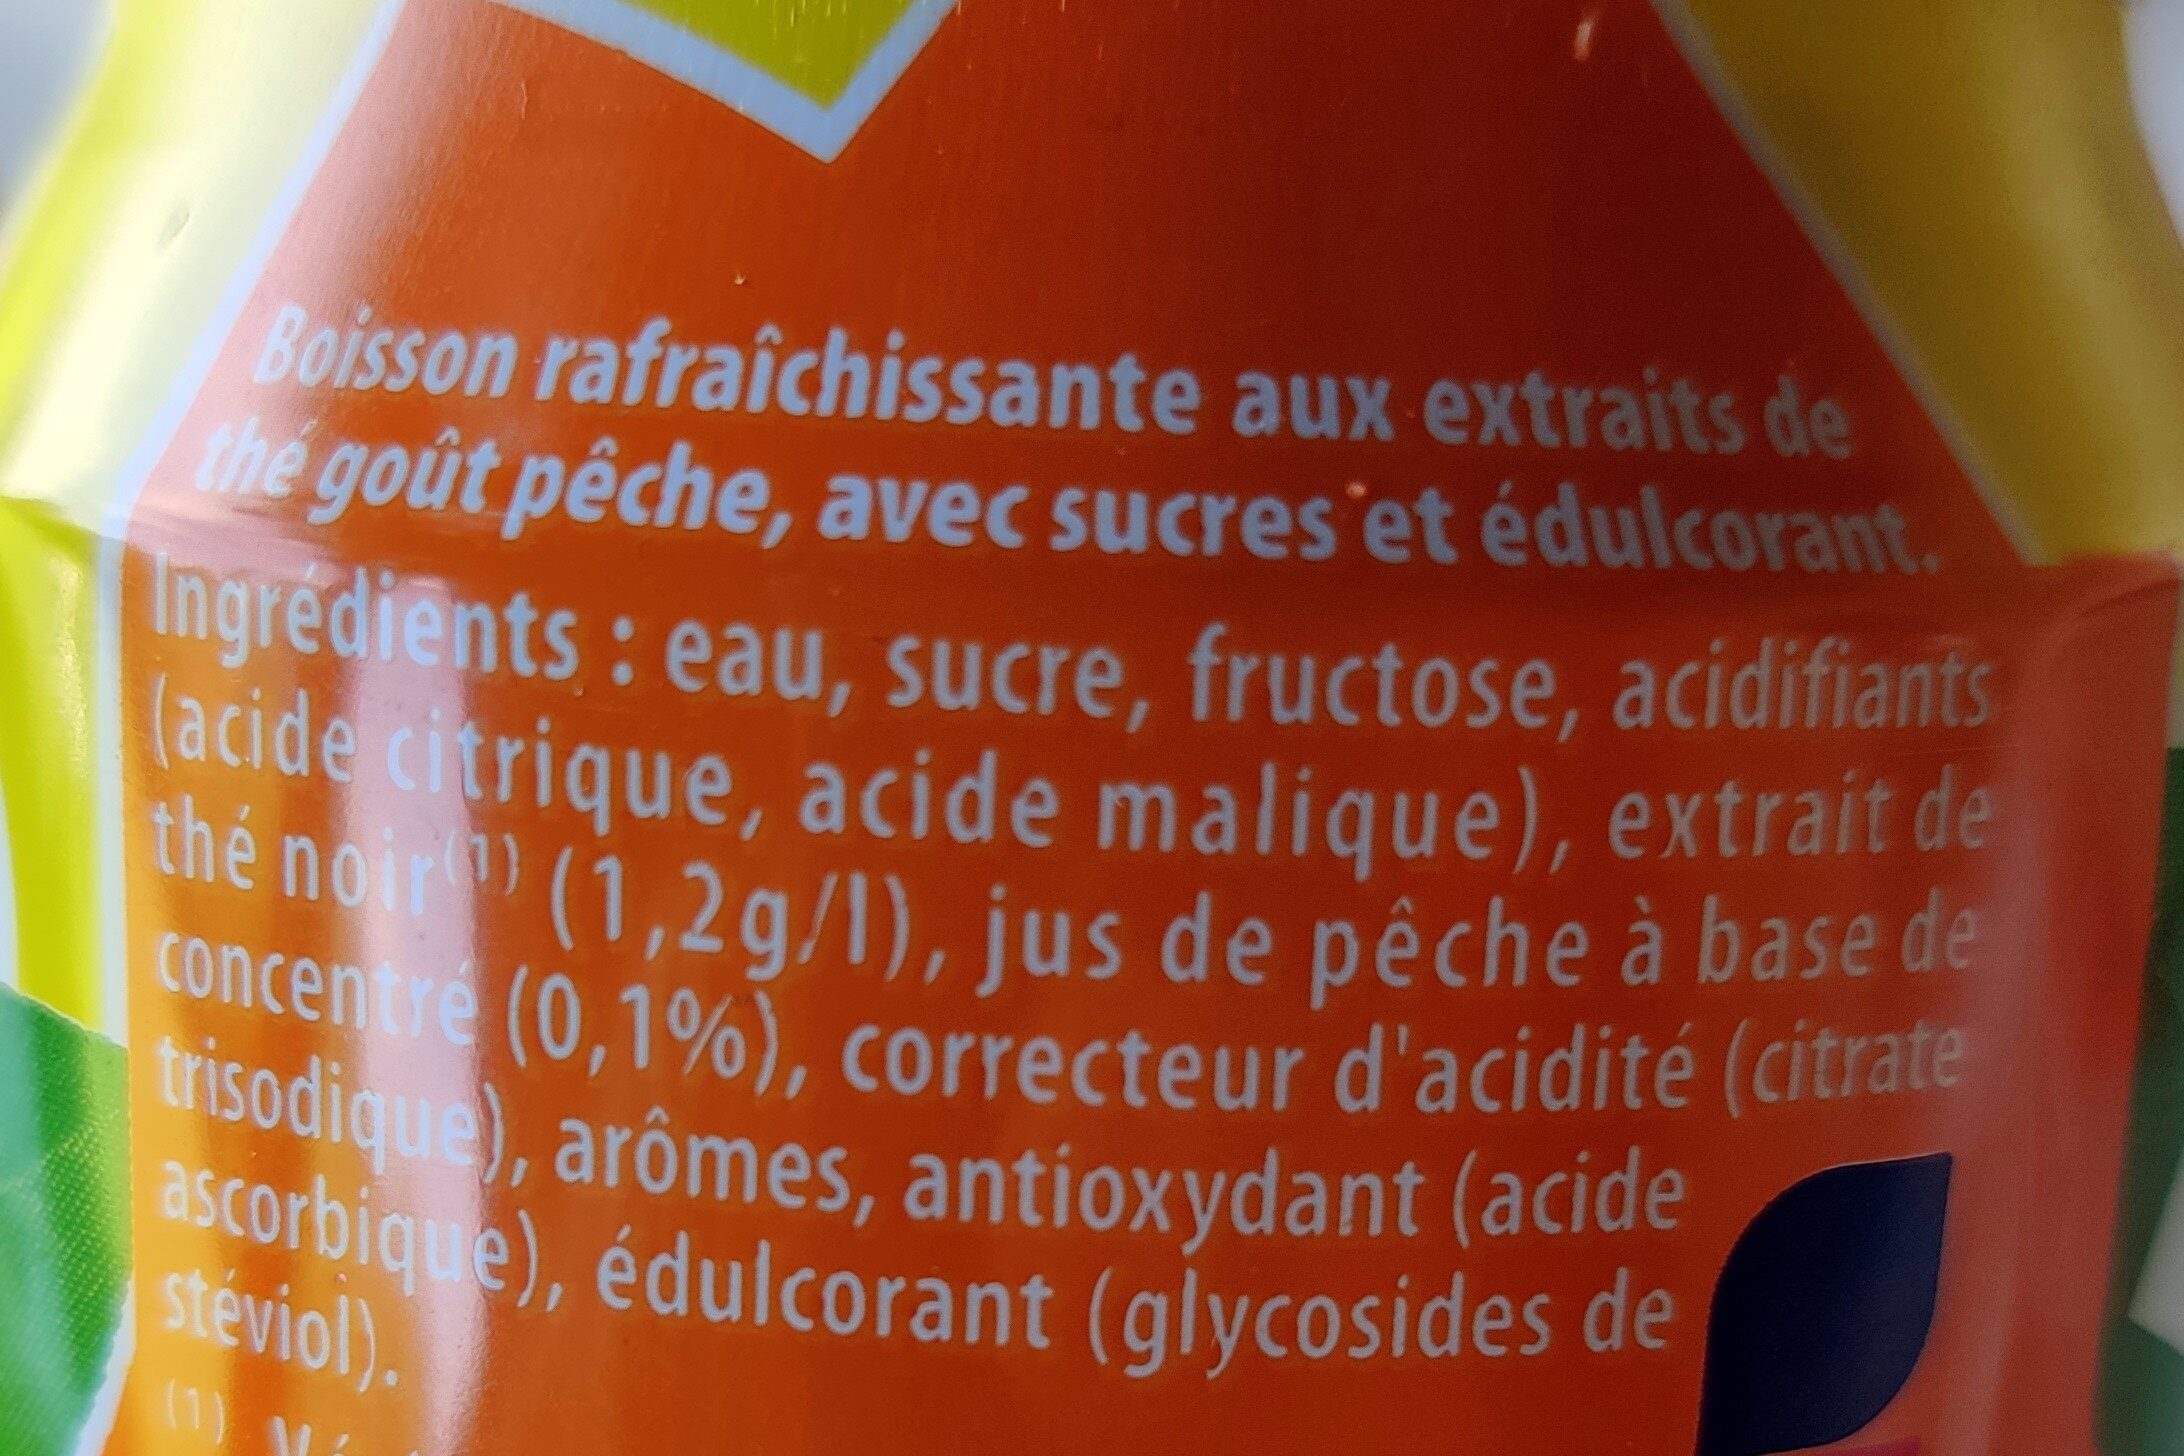 Boisson rafraîchissante aux extraits de
thé goût pêche, avec sucres et édulcorant.
Ingrédients : eau, sucre, fructose, acidifiants
(acide citrique, acide malique), extrait de
thé noir⁽¹⁾ (1,2g/l), jus de pêche à base de
concentré (0,1%), correcteur d'acidité (citrate
trisodique), arômes, antioxydant (acide
ascorbique), édulcorant (glycosides de
stéviol).
(1)